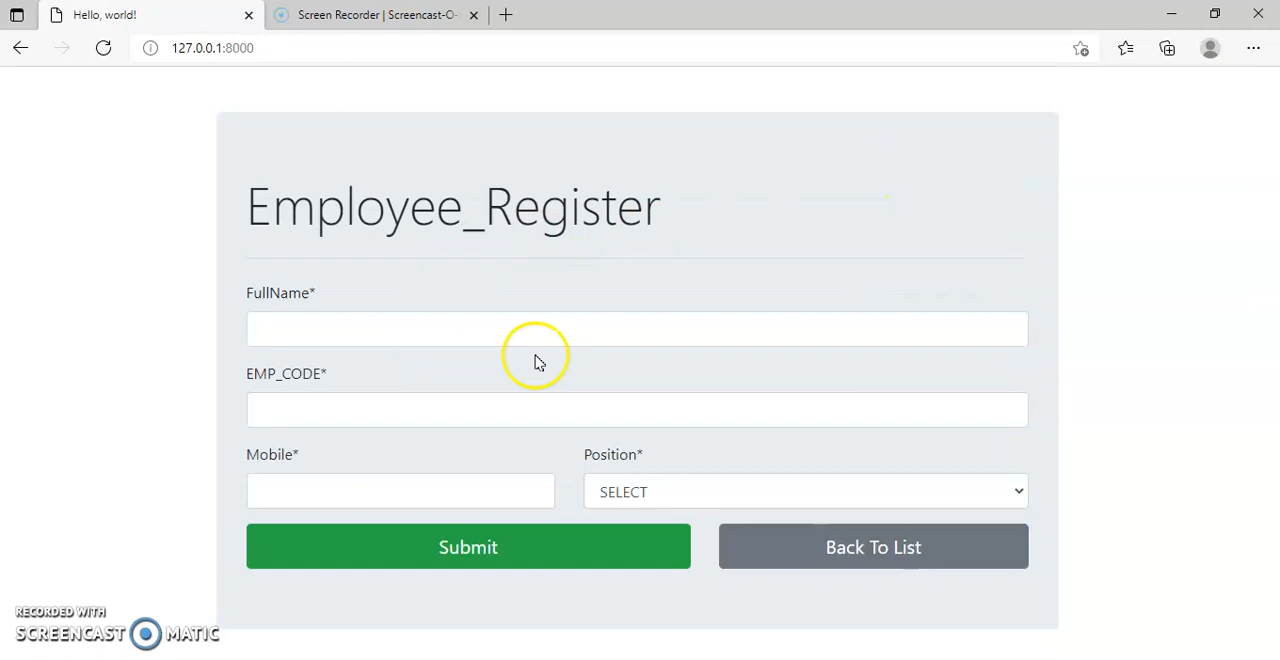 Hello, world!
Screen Recorder | Screencast-O-
127.0.0.1:8000
Employee_Register
FullName*
EMP_CODE*
Mobile*
Position*
SELECT
Submit
Back To List
RECORDED WITH
SCREENCAST MATIC